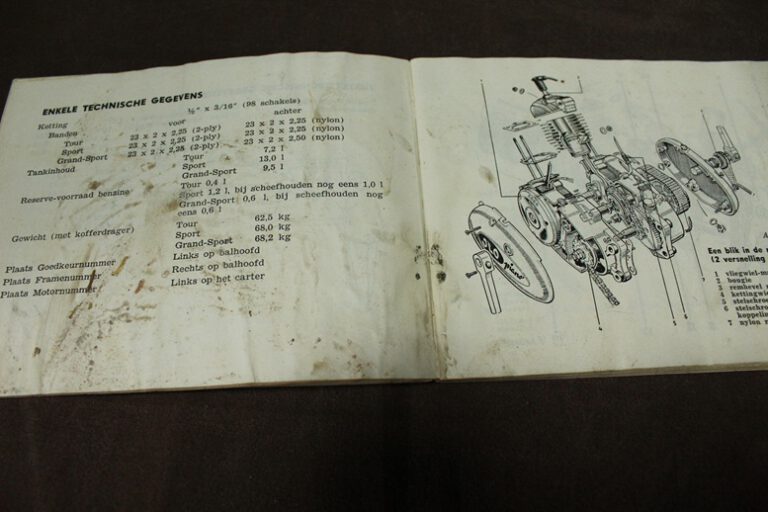 ENKELE TECHNISCHE GEGEVENS
Ketting ½" x 3/16" (98 schakels)
Banden voor achter
Tour 23 x 2 x 2,25 (2-ply) 23 x 2 x 2,25 (nylon)
Sport 23 x 2 x 2,25 (2-ply) 23 x 2 x 2,25 (nylon)
Grand-Sport 23 x 2 x 2,25 (2-ply) 23 x 2 x 2,50 (nylon)
Tankinhoud Tour 7,2 l
Sport 13,0 l
Grand-Sport 9,5 l
Reserve-voorraad benzine Tour 0,4 l
Sport 1,2 l, bij scheefhouden nog eens 1,0 l
Grand-Sport 0,6 l, bij scheefhouden nog
eens 0,6 l
Gewicht (met kofferdrager) Tour 62,5 kg
Sport 68,0 kg
Grand-Sport 68,2 kg
Plaats Goedkeurnummer Links op balhoofd
Plaats Framenummer Rechts op balhoofd
Plaats Motornummer Links op het carter
Een blik in de
(2 versnelling
1 vliegwiel-m
2 bougie
3 remhevel
4 kettingwie
5 stelschroe
6 stelschroe
koppelin
7 nylon